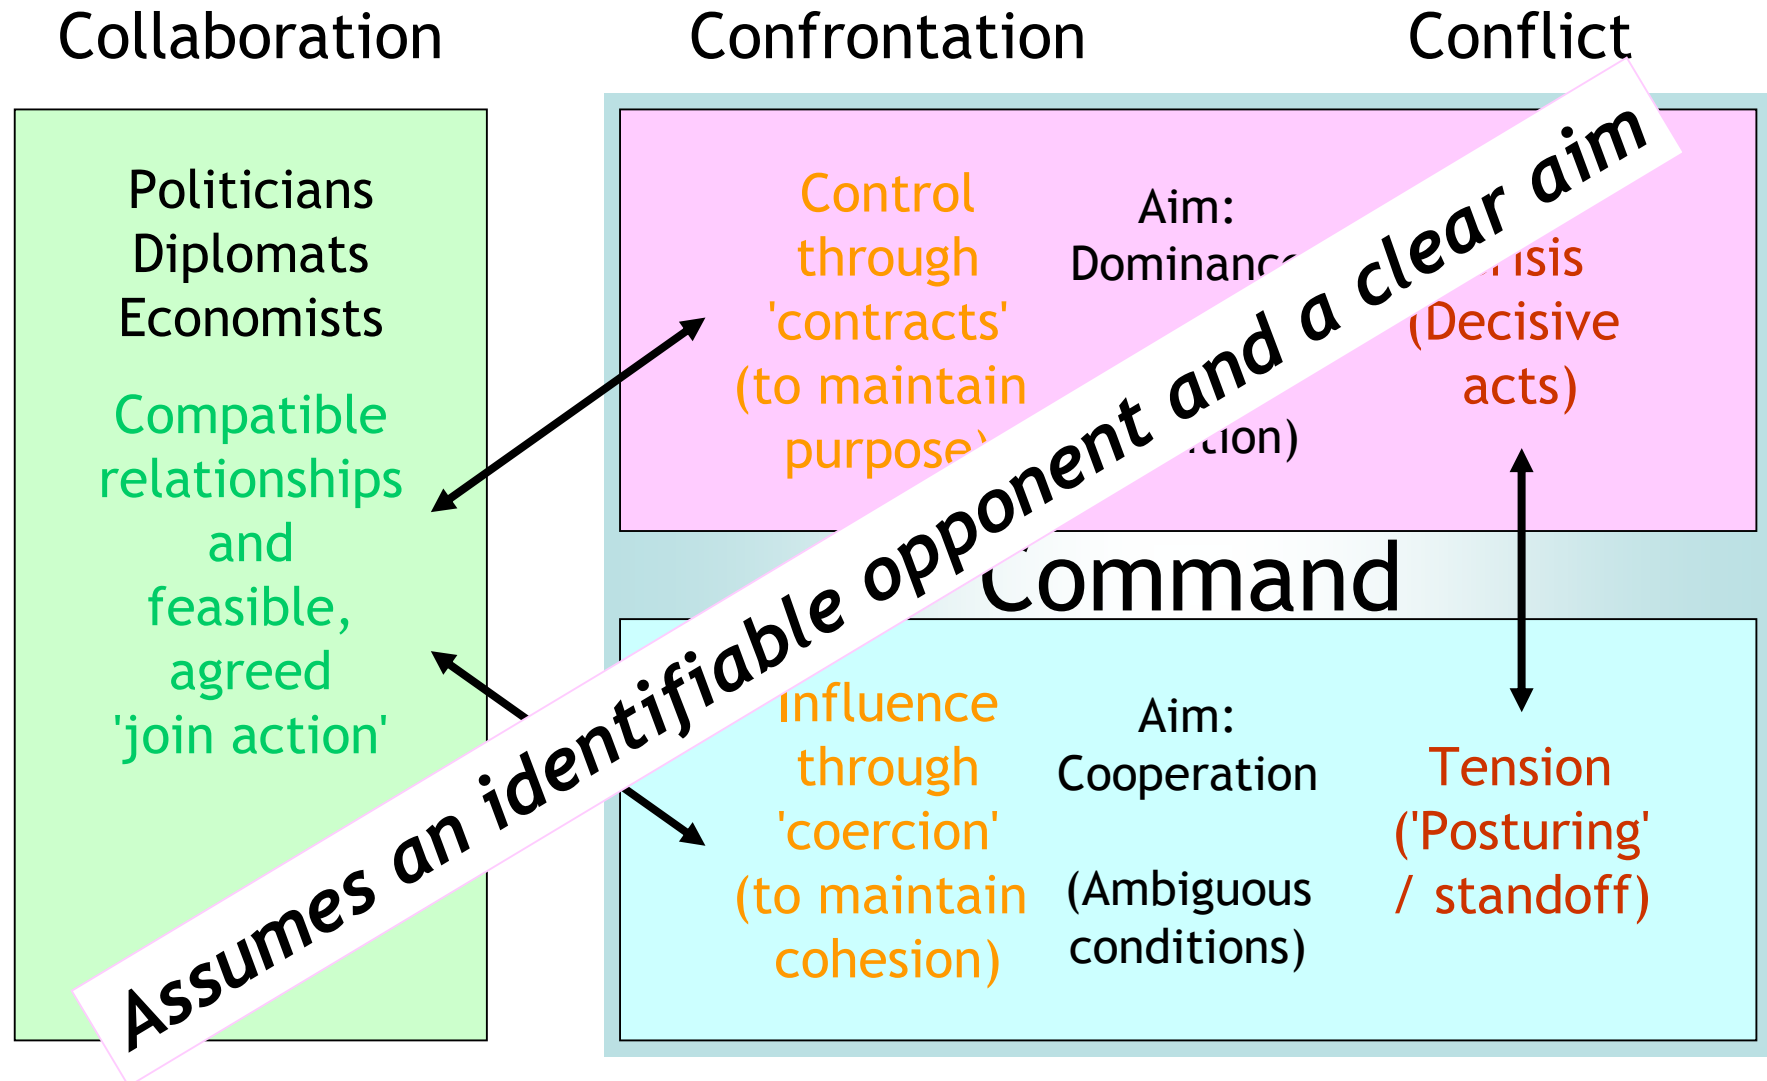 Collaboration
Confrontation
Conflict
Politicians
Diplomats
Economists
Compatible
relationships
and
feasible,
agreed
'join action'
Control
through
'contracts'
(to maintain
purpose)
Aim:
Dominance
(Decisive
acts)
Command
Influence
through
'coercion'
(to maintain
cohesion)
Aim:
Cooperation
(Ambiguous
conditions)
Tension
('Posturing'
/ standoff)
Assumes an identifiable opponent and a clear aim